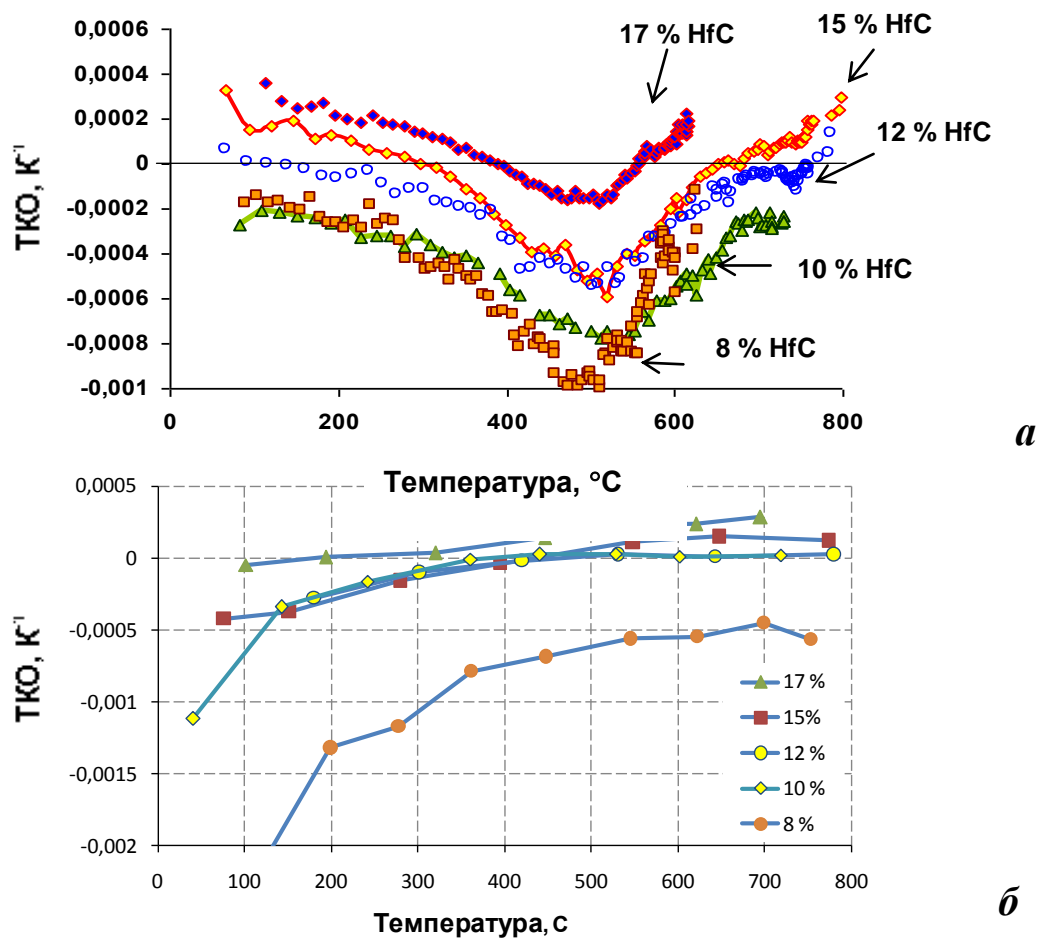 0,0006
0,0004
0,0002
0
-0,0002
-0,0004
-0,0006
-0,0008
-0,001
ТКО, К⁻¹
17 % HfC
15 % HfC
12 % HfC
10 % HfC
8 % HfC
0 200 400 600 800
а
Температура, °С
0,0005
0
-0,0005
-0,001
-0,0015
-0,002
ТКО, К⁻¹
17 %
15%
12 %
10 %
8 %
0 100 200 300 400 500 600 700 800
Температура, С
б